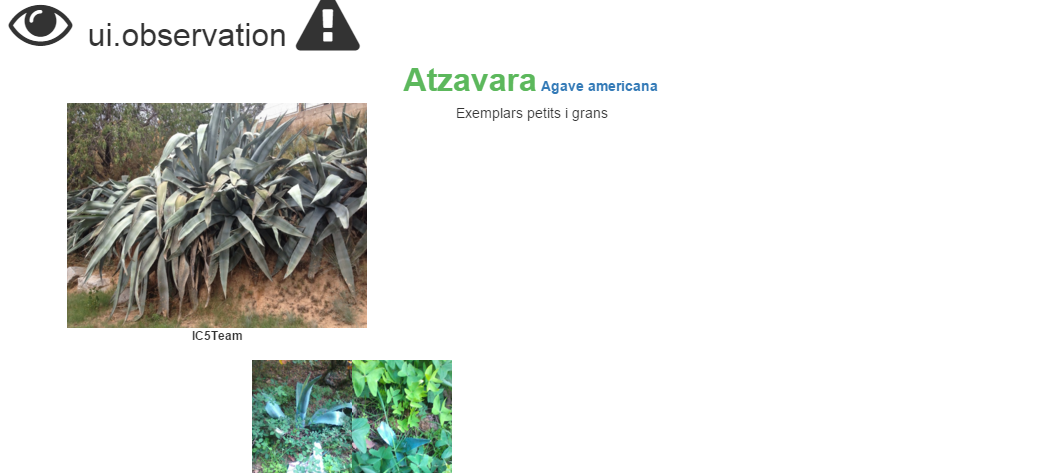 ui.observation
Atzavara Agave americana
Exemplars petits i grans
IC5Team